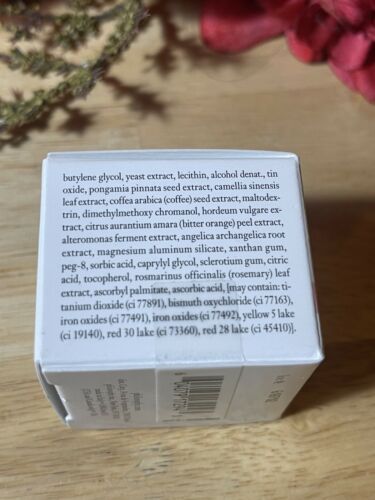 butylene glycol, yeast extract, lecithin, alcohol denat., tin
oxide, pongamia pinnata seed extract, camellia sinensis
leaf extract, coffea arabica (coffee) seed extract, maltodex-
trin, dimethylmethoxy chromanol, hordeum vulgare ex-
tract, citrus aurantium amara (bitter orange) peel extract,
alteromonas ferment extract, angelica archangelica root
extract, magnesium aluminum silicate, xanthan gum,
peg-8, sorbic acid, caprylyl glycol, sclerotium gum, citric
acid, tocopherol, rosmarinus officinalis (rosemary) leaf
extract, ascorbyl palmitate, ascorbic acid, [may contain: ti-
tanium dioxide (ci 77891), bismuth oxychloride (ci 77163),
iron oxides (ci 77491), iron oxides (ci 77492), yellow 5 lake
(ci 19140), red 30 lake (ci 73360), red 28 lake (ci 45410)].